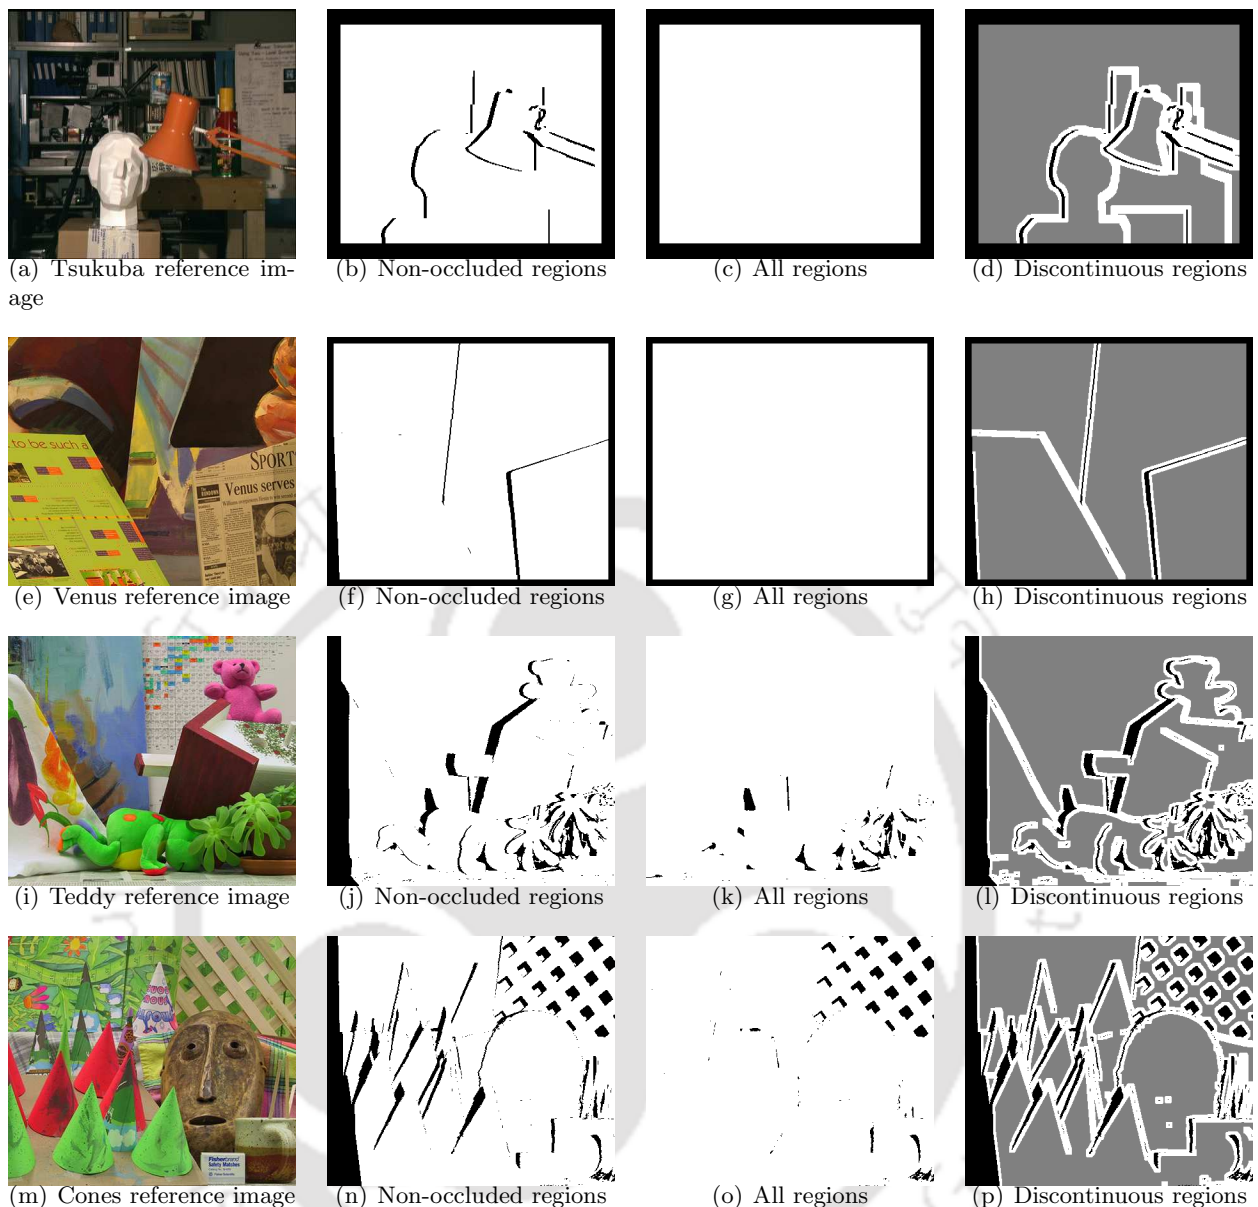 (a) Tsukuba reference im-
age
(b) Non-occluded regions
(c) All regions
(d) Discontinuous regions
to be such a
SPORT
Venus serves
(e) Venus reference image
(f) Non-occluded regions
(g) All regions
(h) Discontinuous regions
(i) Teddy reference image
(j) Non-occluded regions
(k) All regions
(l) Discontinuous regions
Fisherbrand
Safety Matches
(m) Cones reference image
(n) Non-occluded regions
(o) All regions
(p) Discontinuous regions